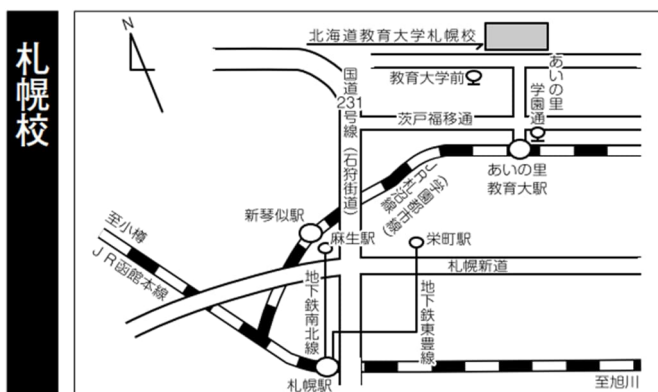 札幌校
N
北海道教育大学札幌校
教育大学前
あいの里
学園通
国道231号線（石狩街道）
茨戸福移通
あいの里
教育大駅
JR札沼線
（学園都市線）
新琴似駅
麻生駅
栄町駅
至小樽
JR函館本線
札幌新道
地下鉄南北線
地下鉄東豊線
札幌駅
至旭川